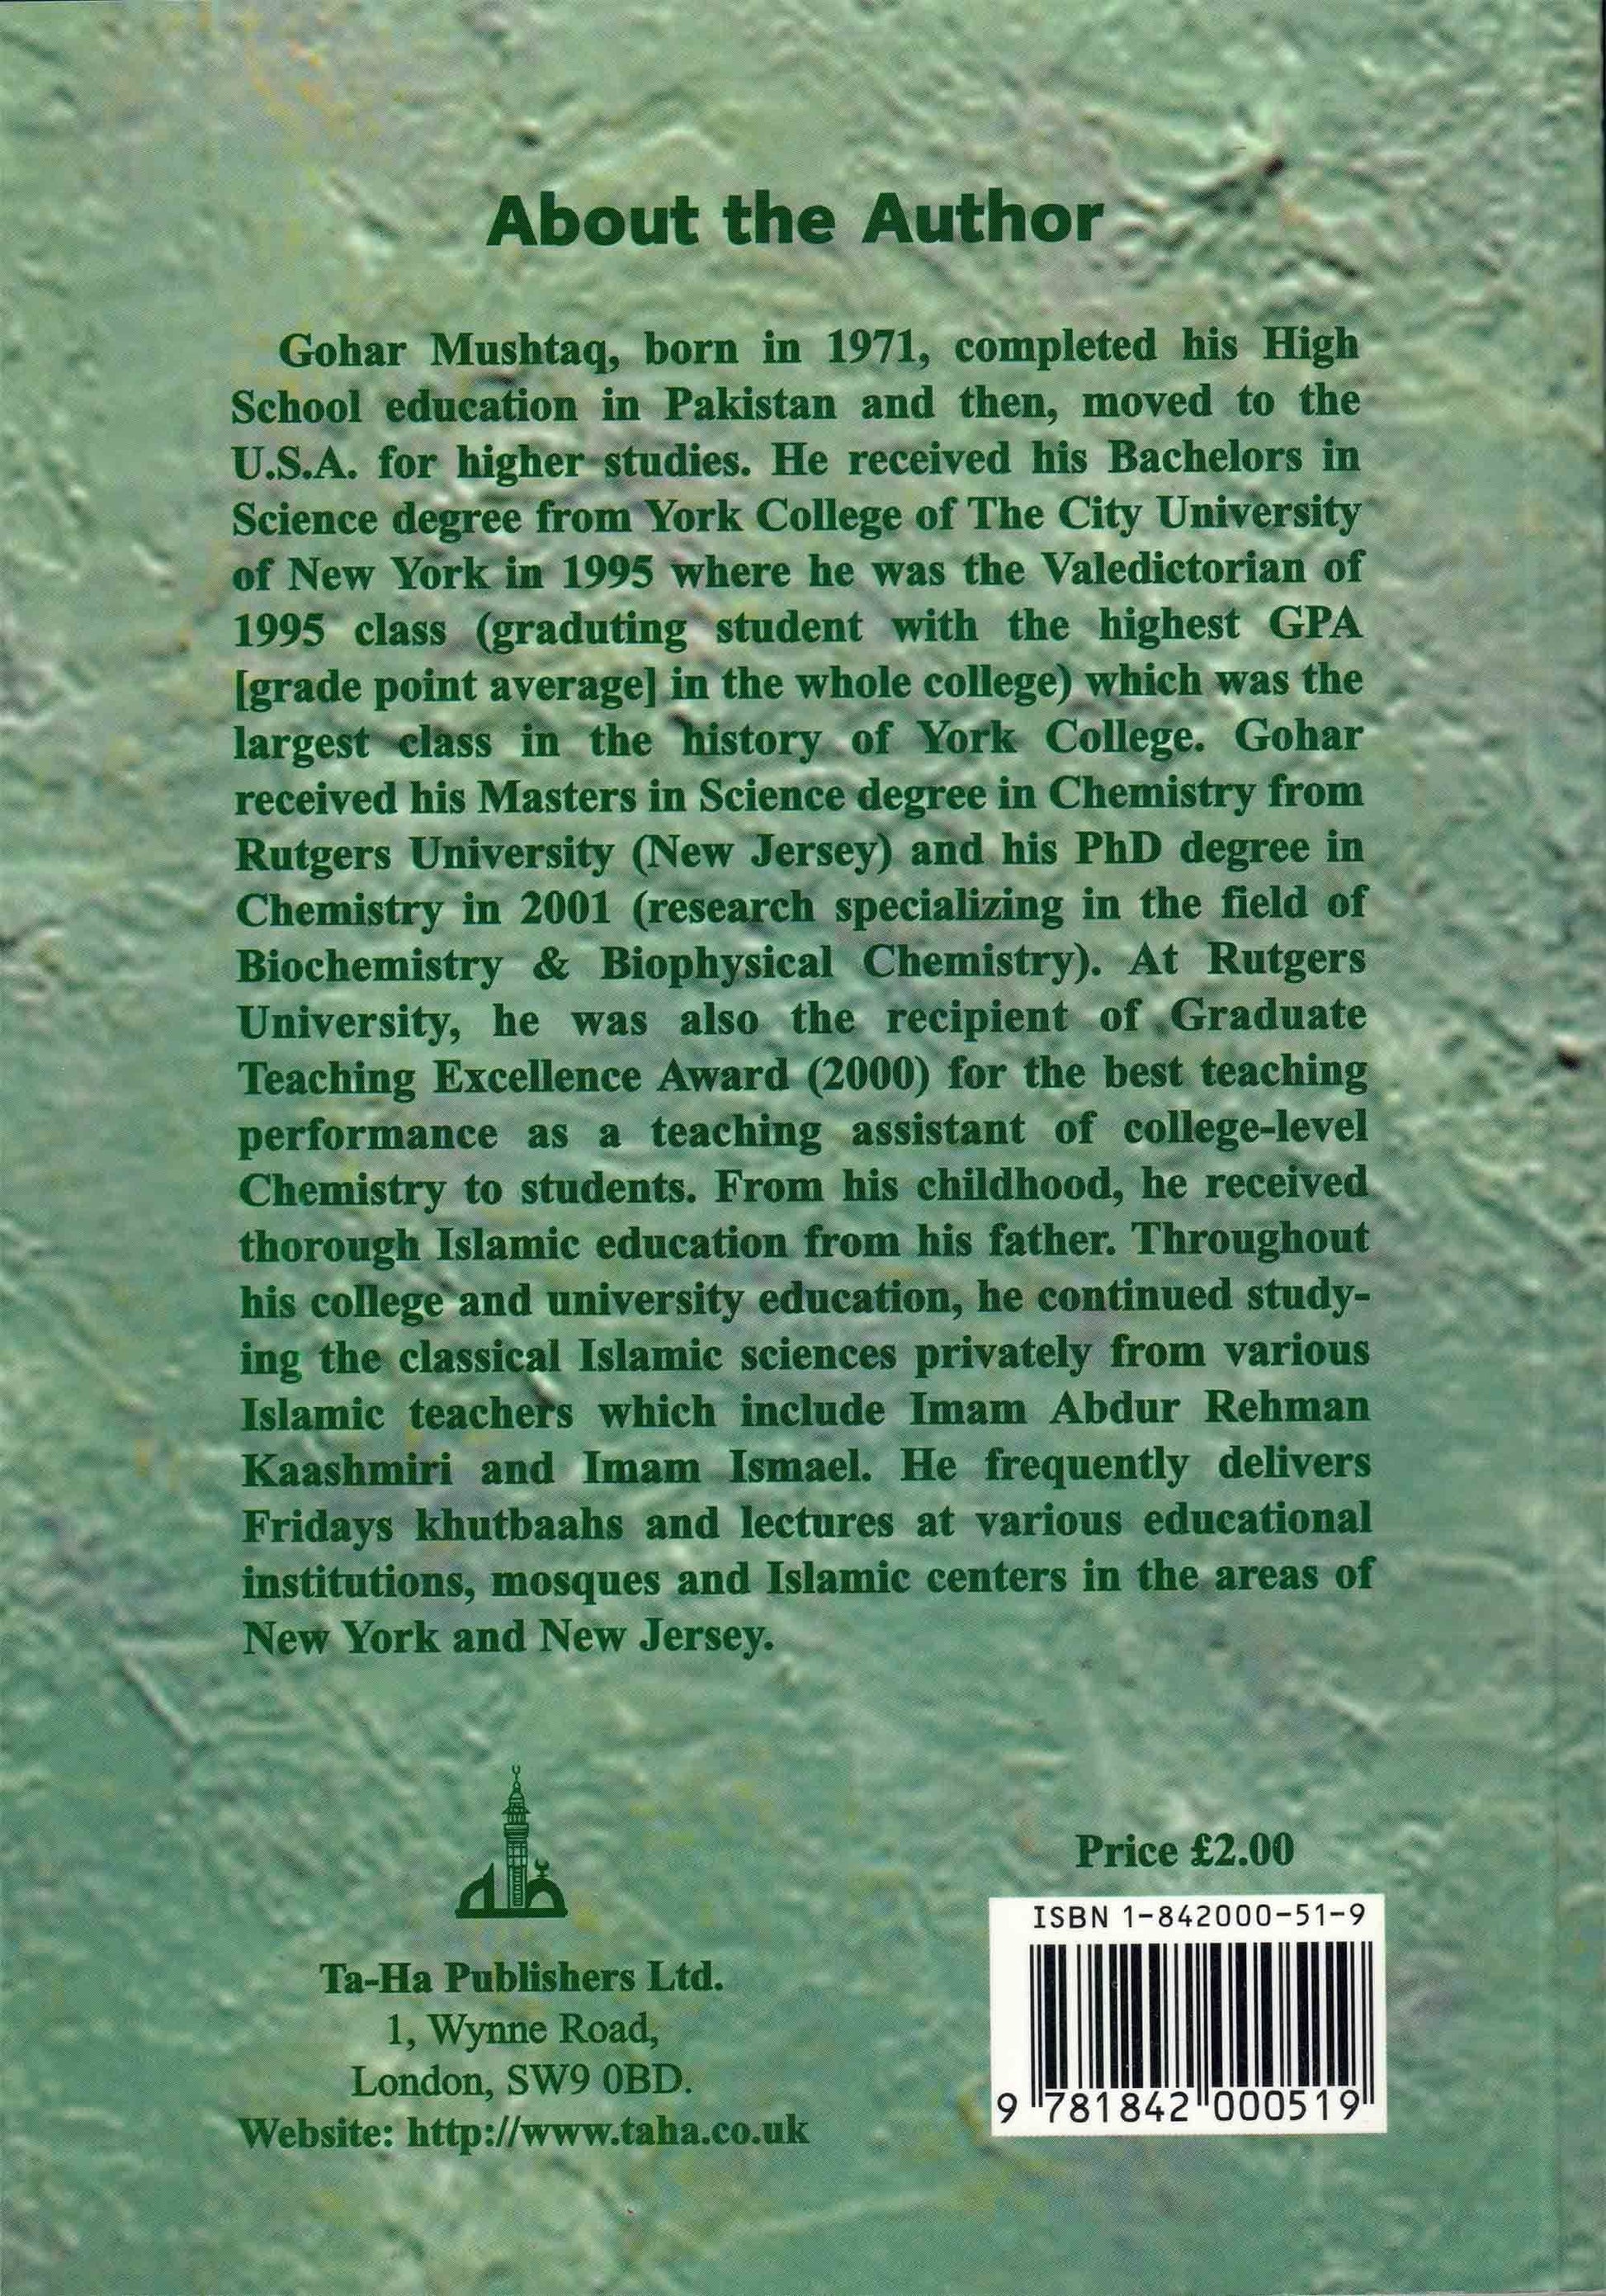 About the Author
Gohar Mushtaq, born in 1971, completed his High
School education in Pakistan and then, moved to the
U.S.A. for higher studies. He received his Bachelors in
Science degree from York College of The City University
of New York in 1995 where he was the Valedictorian of
1995 class (graduting student with the highest GPA
[grade point average] in the whole college) which was the
largest class in the history of York College. Gohar
received his Masters in Science degree in Chemistry from
Rutgers University (New Jersey) and his PhD degree in
Chemistry in 2001 (research specializing in the field of
Biochemistry & Biophysical Chemistry). At Rutgers
University, he was also the recipient of Graduate
Teaching Excellence Award (2000) for the best teaching
performance as a teaching assistant of college-level
Chemistry to students. From his childhood, he received
thorough Islamic education from his father. Throughout
his college and university education, he continued study-
ing the classical Islamic sciences privately from various
Islamic teachers which include Imam Abdur Rehman
Kaashmiri and Imam Ismael. He frequently delivers
Fridays khutbaahs and lectures at various educational
institutions, mosques and Islamic centers in the areas of
New York and New Jersey.
Ta-Ha Publishers Ltd.
1, Wynne Road,
London, SW9 0BD.
Website: http://www.taha.co.uk
Price £2.00
ISBN 1-842000-51-9
9 781842 000519